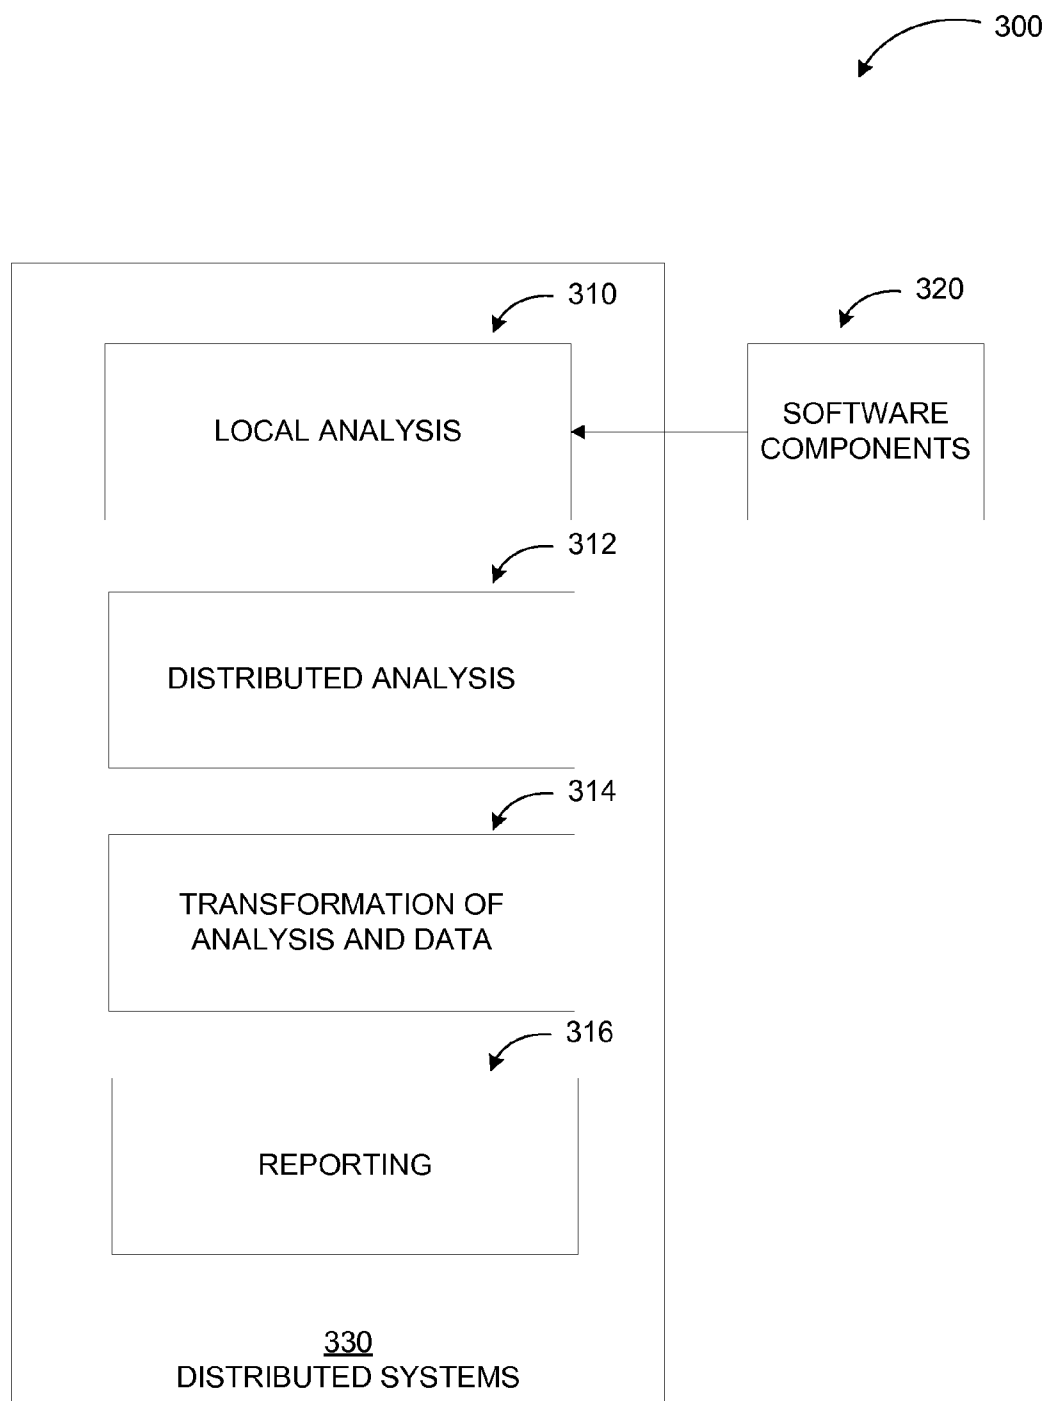 300
310
320
LOCAL ANALYSIS
SOFTWARE
COMPONENTS
312
DISTRIBUTED ANALYSIS
314
TRANSFORMATION OF
ANALYSIS AND DATA
316
REPORTING
330
DISTRIBUTED SYSTEMS